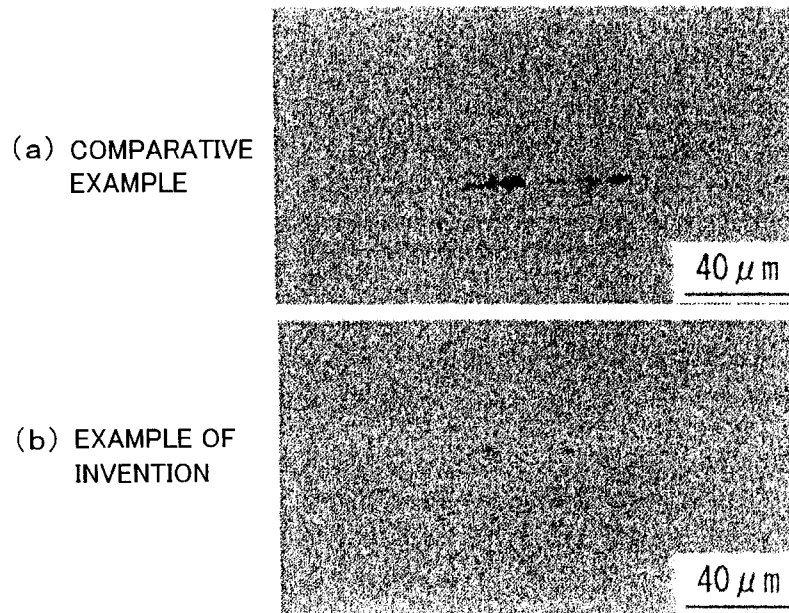 (a) COMPARATIVE
EXAMPLE
40 μm
(b) EXAMPLE OF
INVENTION
40 μm